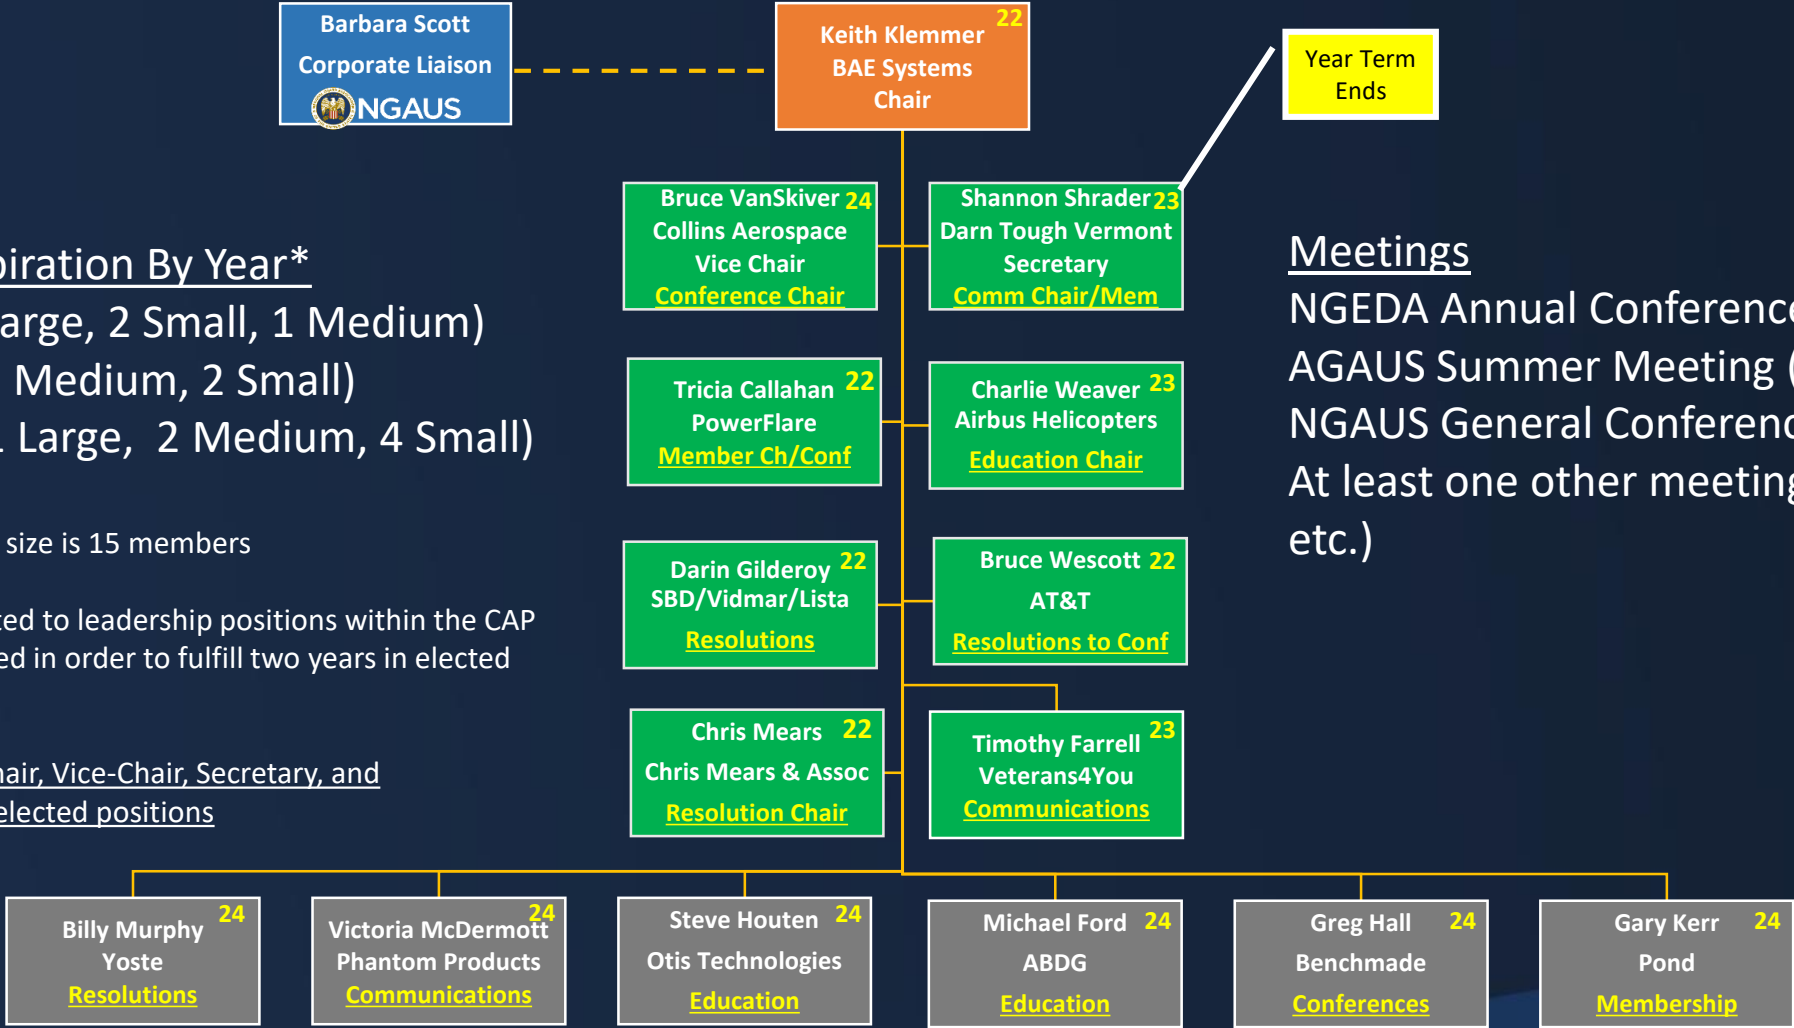 Barbara Scott
Corporate Liaison
NGAUS
22
Keith Klemmer
BAE Systems
Chair
Year Term
Ends
Bruce VanSkiver 24
Collins Aerospace
Vice Chair
Conference Chair
Shannon Shrader 23
Darn Tough Vermont
Secretary
Comm Chair/Mem
piration By Year*
arge, 2 Small, 1 Medium)
Medium, 2 Small)
1 Large, 2 Medium, 4 Small)
size is 15 members
ted to leadership positions within the CAP
ed in order to fulfill two years in elected
hair, Vice-Chair, Secretary, and
elected positions
Tricia Callahan 22
PowerFlare
Member Ch/Conf
Charlie Weaver 23
Airbus Helicopters
Education Chair
Darin Gilderoy 22
SBD/Vidmar/Lista
Resolutions
Bruce Wescott 22
AT&T
Resolutions to Conf
Chris Mears 22
Chris Mears & Assoc
Resolution Chair
Timothy Farrell 23
Veterans4You
Communications
Meetings
NGEDA Annual Conference
AGAUS Summer Meeting (
NGAUS General Conferenc
At least one other meeting
etc.)
Billy Murphy 24
Yoste
Resolutions
Victoria McDermott 24
Phantom Products
Communications
Steve Houten 24
Otis Technologies
Education
Michael Ford 24
ABDG
Education
Greg Hall 24
Benchmade
Conferences
Gary Kerr 24
Pond
Membership